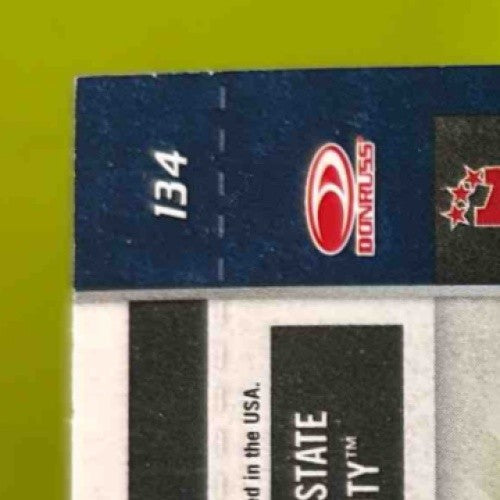 134
DONRUSS
d in the USA.
STATE
TY™